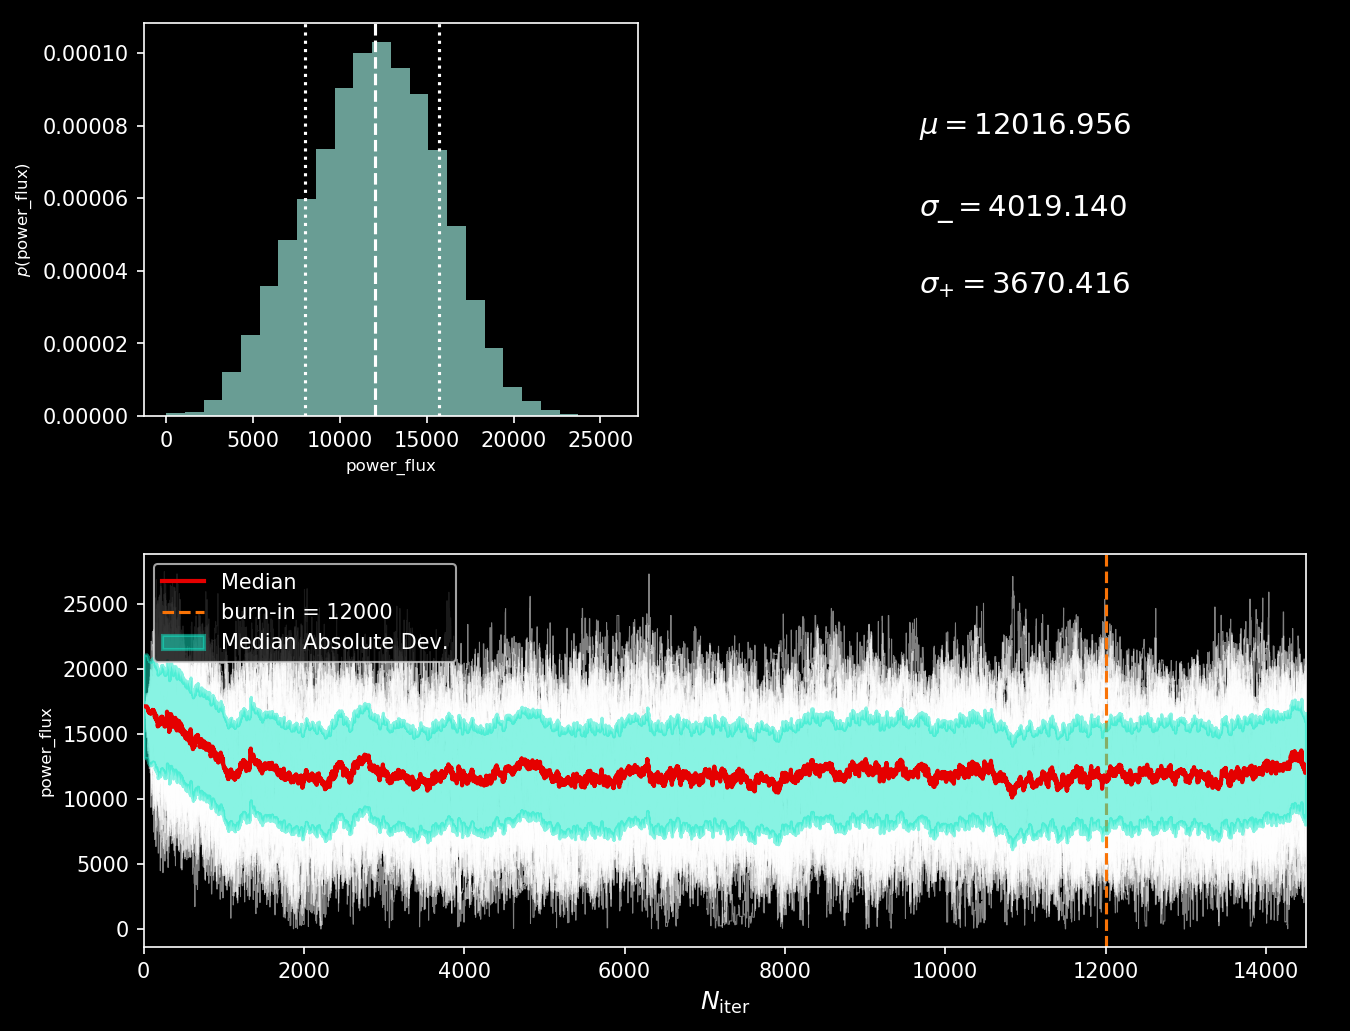 0.00010
0.00008
0.00006
0.00004
0.00002
0.00000
p(power_flux)
0 5000 10000 15000 20000 25000
power_flux
μ = 12016.956
σ_ = 4019.140
σ+ = 3670.416
Median
burn-in = 12000
Median Absolute Dev.
25000
20000
15000
10000
5000
0
power_flux
0 2000 4000 6000 8000 10000 12000 14000
Niter